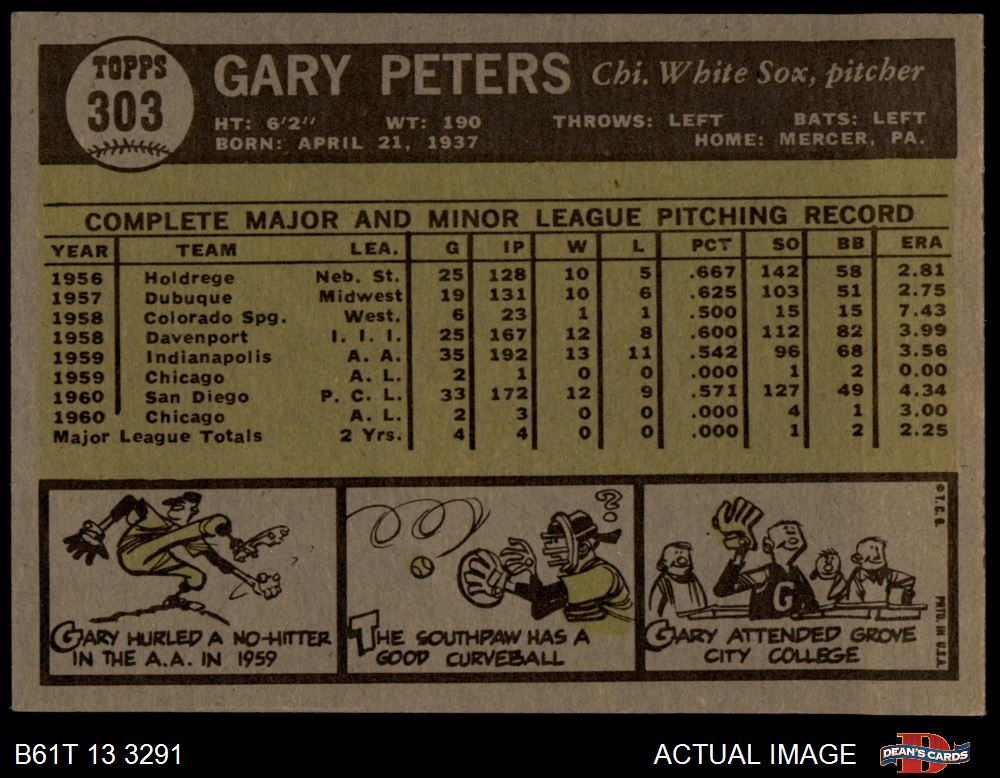 TOPPS
303
GARY PETERS Chi. White Sox, pitcher
HT: 6'2" WT: 190 THROWS: LEFT BATS: LEFT
BORN: APRIL 21, 1937 HOME: MERCER, PA.
COMPLETE MAJOR AND MINOR LEAGUE PITCHING RECORD
YEAR TEAM LEA. G IP W L PCT SO BB ERA
1956 Holdrege Neb. St. 25 128 10 5 .667 142 58 2.81
1957 Dubuque Midwest 19 131 10 6 .625 103 51 2.75
1958 Colorado Spg. West. 6 23 1 1 .500 15 15 7.43
1958 Davenport I. I. I. 25 167 12 8 .600 112 82 3.99
1959 Indianapolis A. A. 35 192 13 11 .542 96 68 3.56
1959 Chicago A. L. 2 1 0 0 .000 1 2 0.00
1960 San Diego P. C. L. 33 172 12 9 .571 127 49 4.34
1960 Chicago A. L. 2 3 0 0 .000 4 1 3.00
Major League Totals 2 Yrs. 4 4 0 0 .000 1 2 2.25
GARY HURLED A NO-HITTER
IN THE A.A. IN 1959
?
THE SOUTHPAW HAS A
GOOD CURVEBALL
G
GARY ATTENDED GROVE
CITY COLLEGE
© T. C. G.
PRTD. IN U.S.A.
B61T 13 3291
ACTUAL IMAGE
DEAN'S CARDS